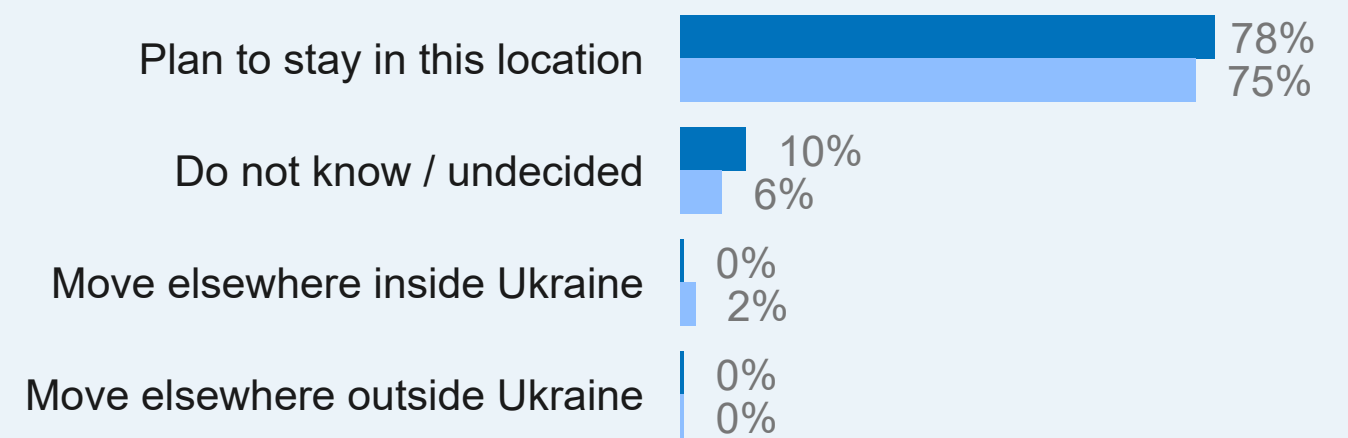 Plan to stay in this location
78%
75%
Do not know / undecided
10%
6%
Move elsewhere inside Ukraine
0%
2%
Move elsewhere outside Ukraine
0%
0%